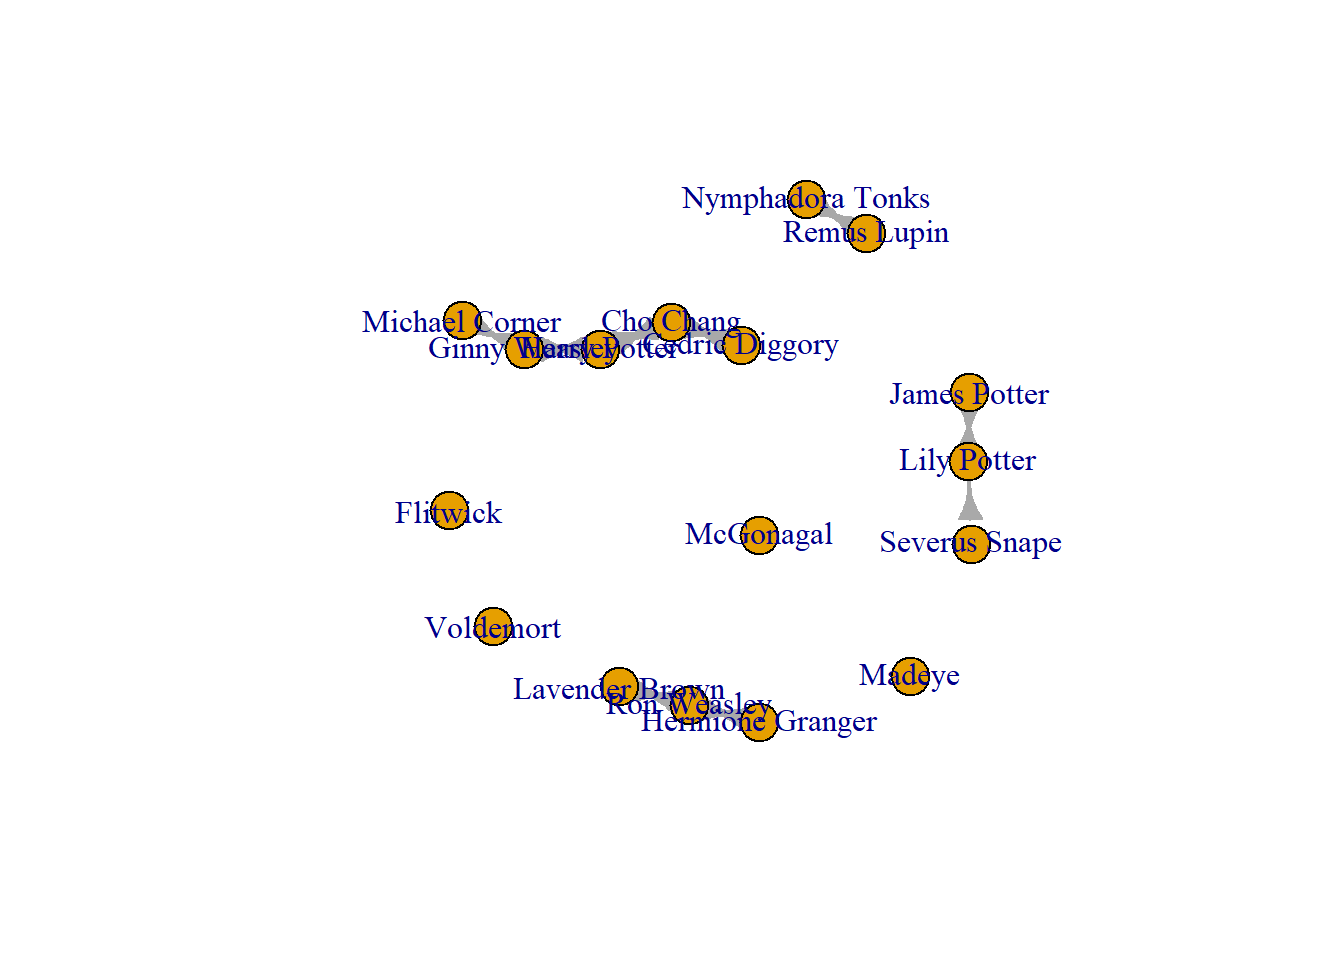 Nymphadora Tonks
Remus Lupin
Michael Corner
Cho Chang
Ginny Weasley
Harry Potter
Cedric Diggory
James Potter
Lily Potter
Flitwick
McGonagal
Severus Snape
Voldemort
Madeye
Lavender Brown
Ron Weasley
Hermione Granger